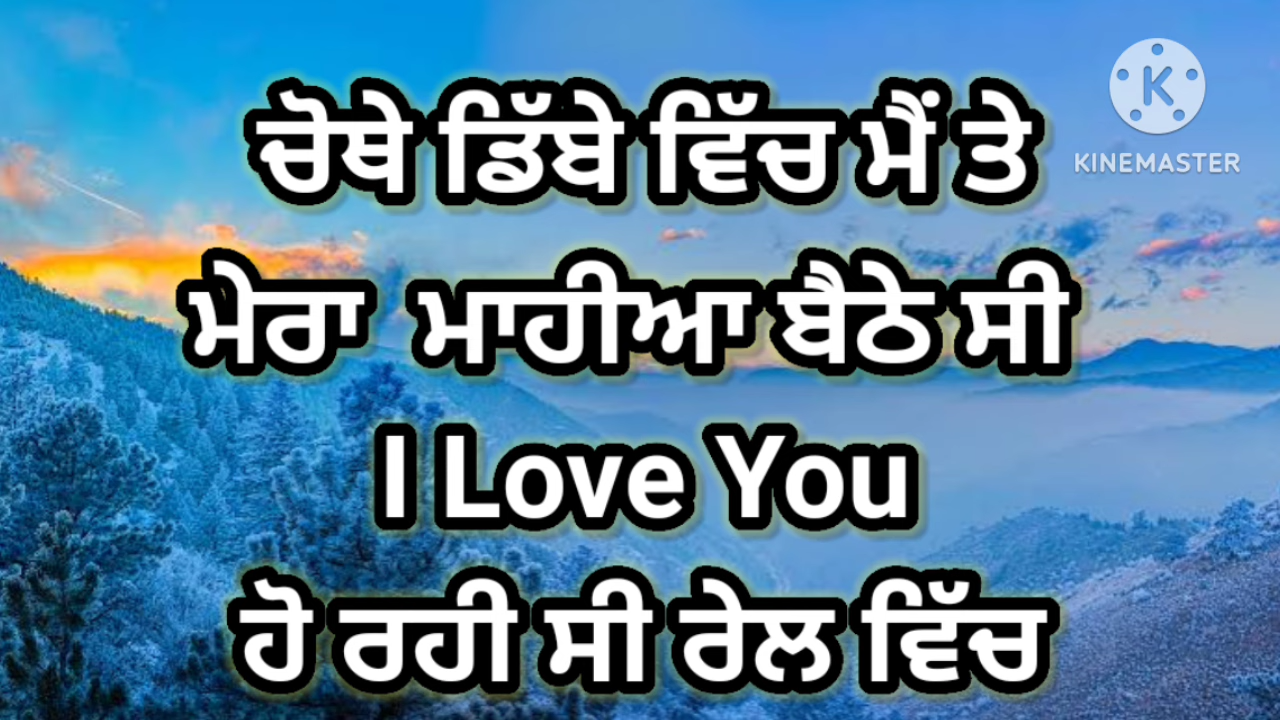 ਚੋਥੇ ਡਿੱਬੇ ਵਿੱਚ ਮੈਂ ਤੇ
ਮੇਰਾ ਮਾਹੀਆ ਬੈਠੇ ਸੀ
I Love You
ਹੋ ਰਹੀ ਸੀ ਰੇਲ ਵਿੱਚ
K
KINEMASTER